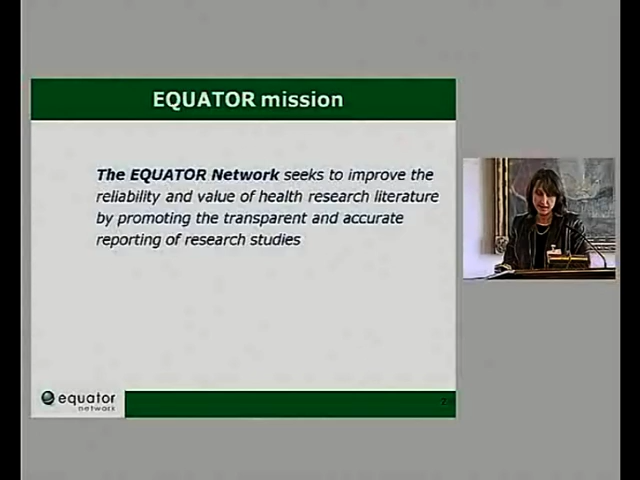 EQUATOR mission
The EQUATOR Network seeks to improve the
reliability and value of health research literature
by promoting the transparent and accurate
reporting of research studies
equator
network
2